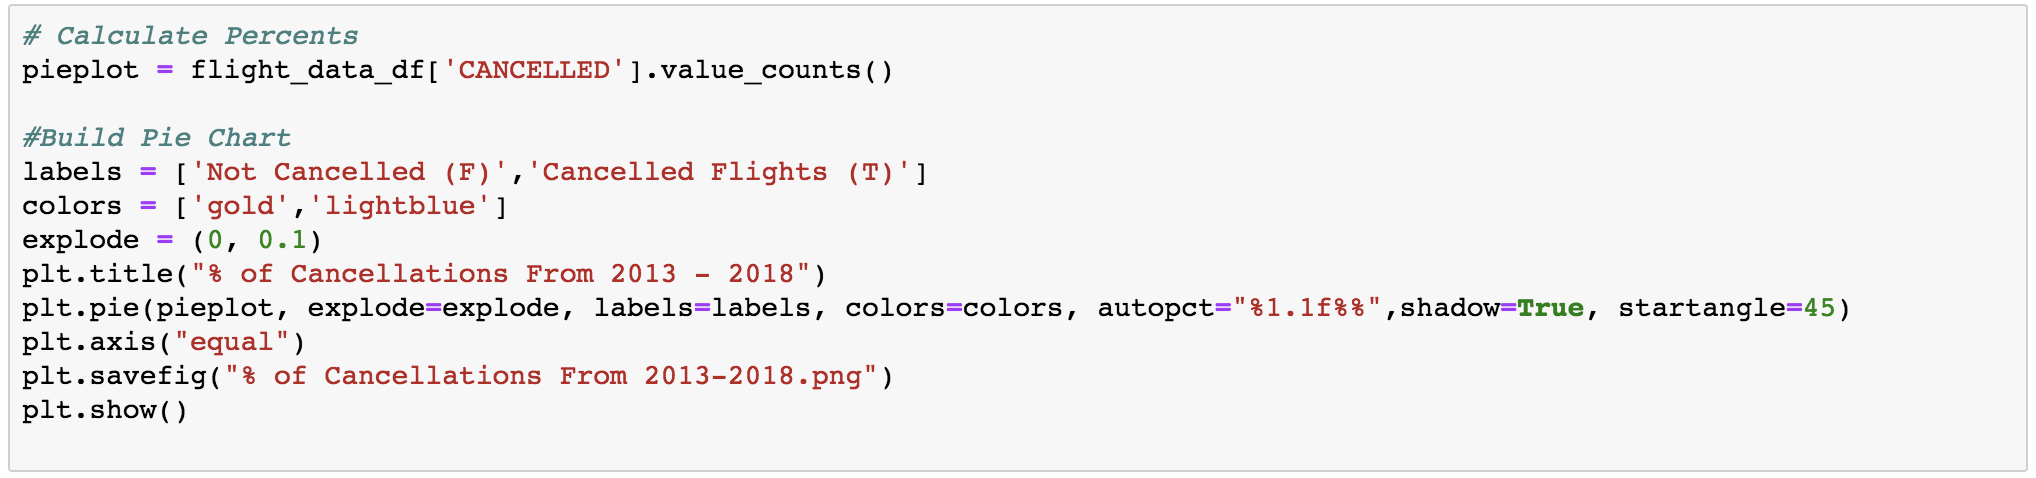 # Calculate Percents
pieplot = flight_data_df['CANCELLED'].value_counts()
#Build Pie Chart
labels = ['Not Cancelled (F)','Cancelled Flights (T)']
colors = ['gold','lightblue']
explode = (0, 0.1)
plt.title("% of Cancellations From 2013 - 2018")
plt.pie(pieplot, explode=explode, labels=labels, colors=colors, autopct="%1.1f%%",shadow=True, startangle=45)
plt.axis("equal")
plt.savefig("% of Cancellations From 2013-2018.png")
plt.show()